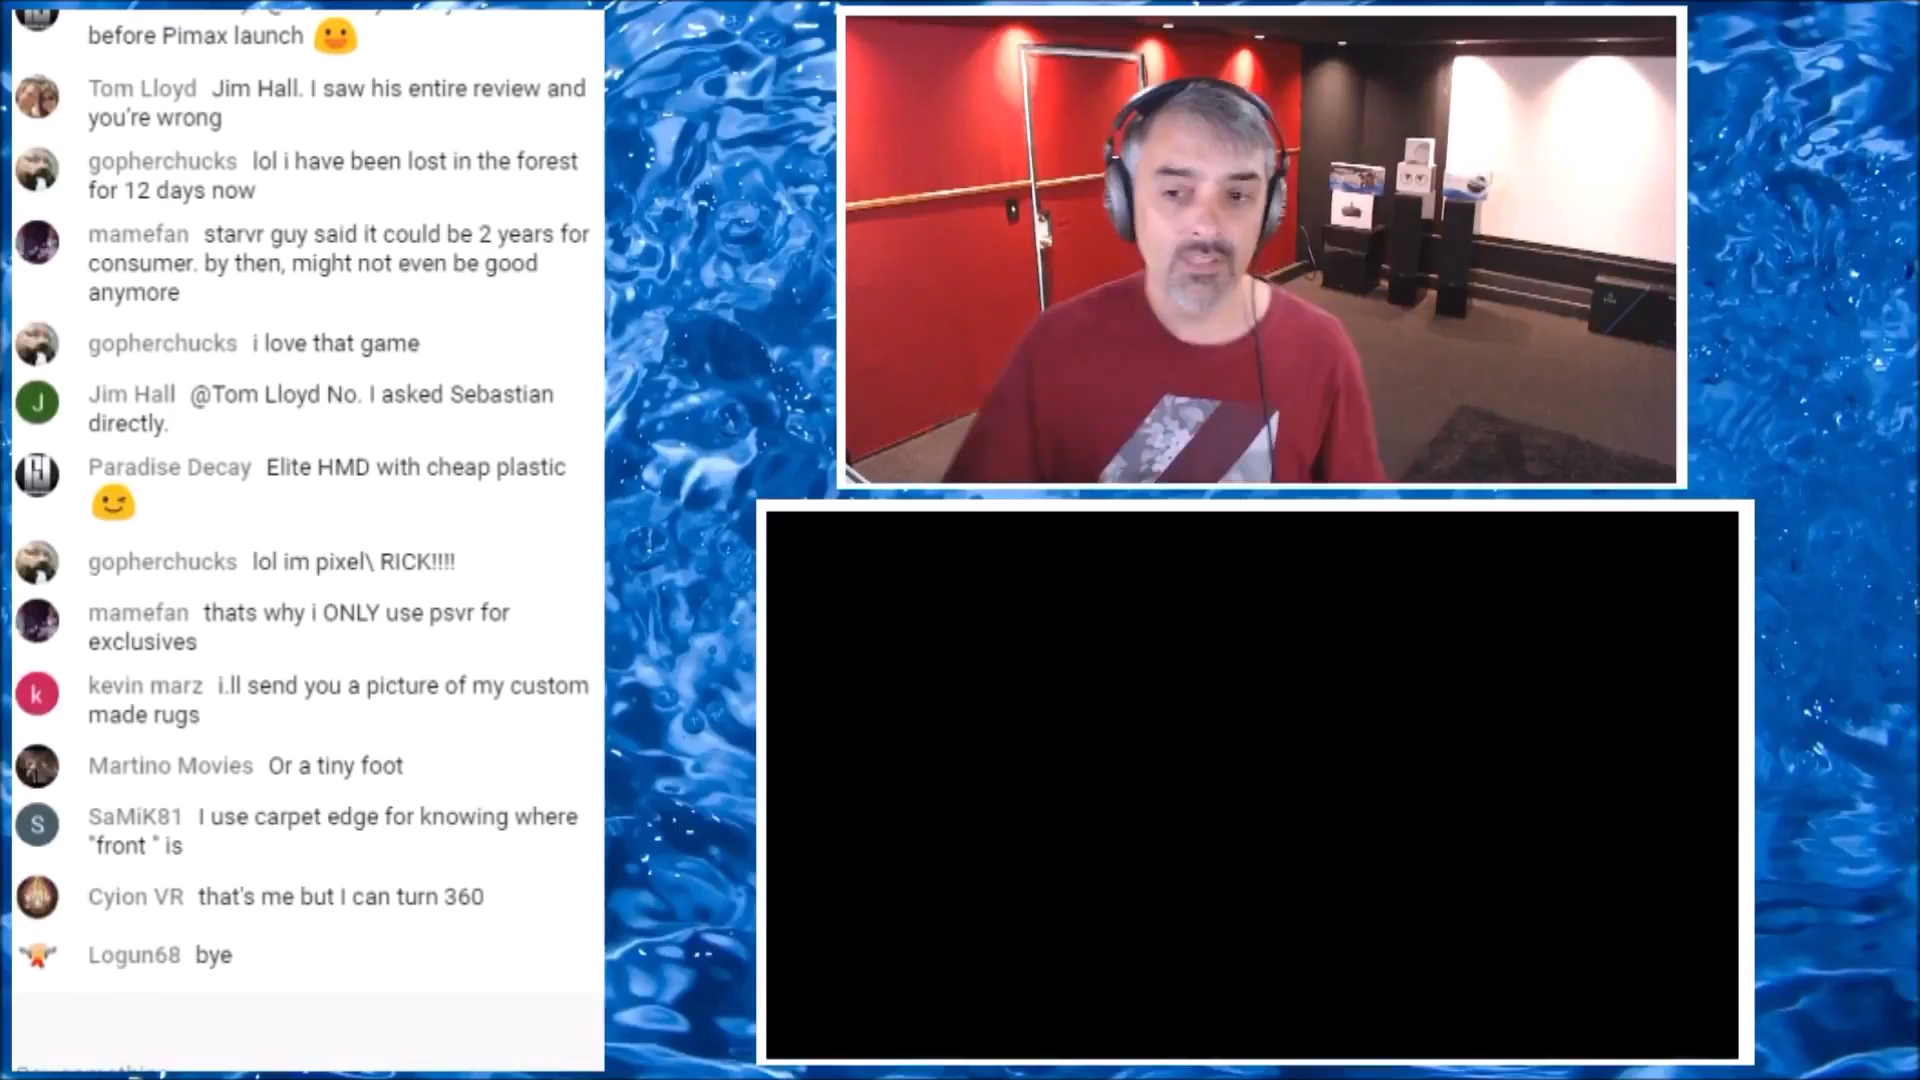 before Pimax launch
Tom Lloyd Jim Hall. I saw his entire review and
you're wrong
gopherchucks lol i have been lost in the forest
for 12 days now
mamefan starvr guy said it could be 2 years for
consumer. by then, might not even be good
anymore
gopherchucks i love that game
J
Jim Hall @Tom Lloyd No. I asked Sebastian
directly.
Paradise Decay Elite HMD with cheap plastic
gopherchucks lol im pixel\ RICK!!!!
mamefan thats why i ONLY use psvr for
exclusives
k
kevin marz i.ll send you a picture of my custom
made rugs
Martino Movies Or a tiny foot
S
SaMiK81 I use carpet edge for knowing where
"front " is
Cyion VR that's me but I can turn 360
Logun68 bye